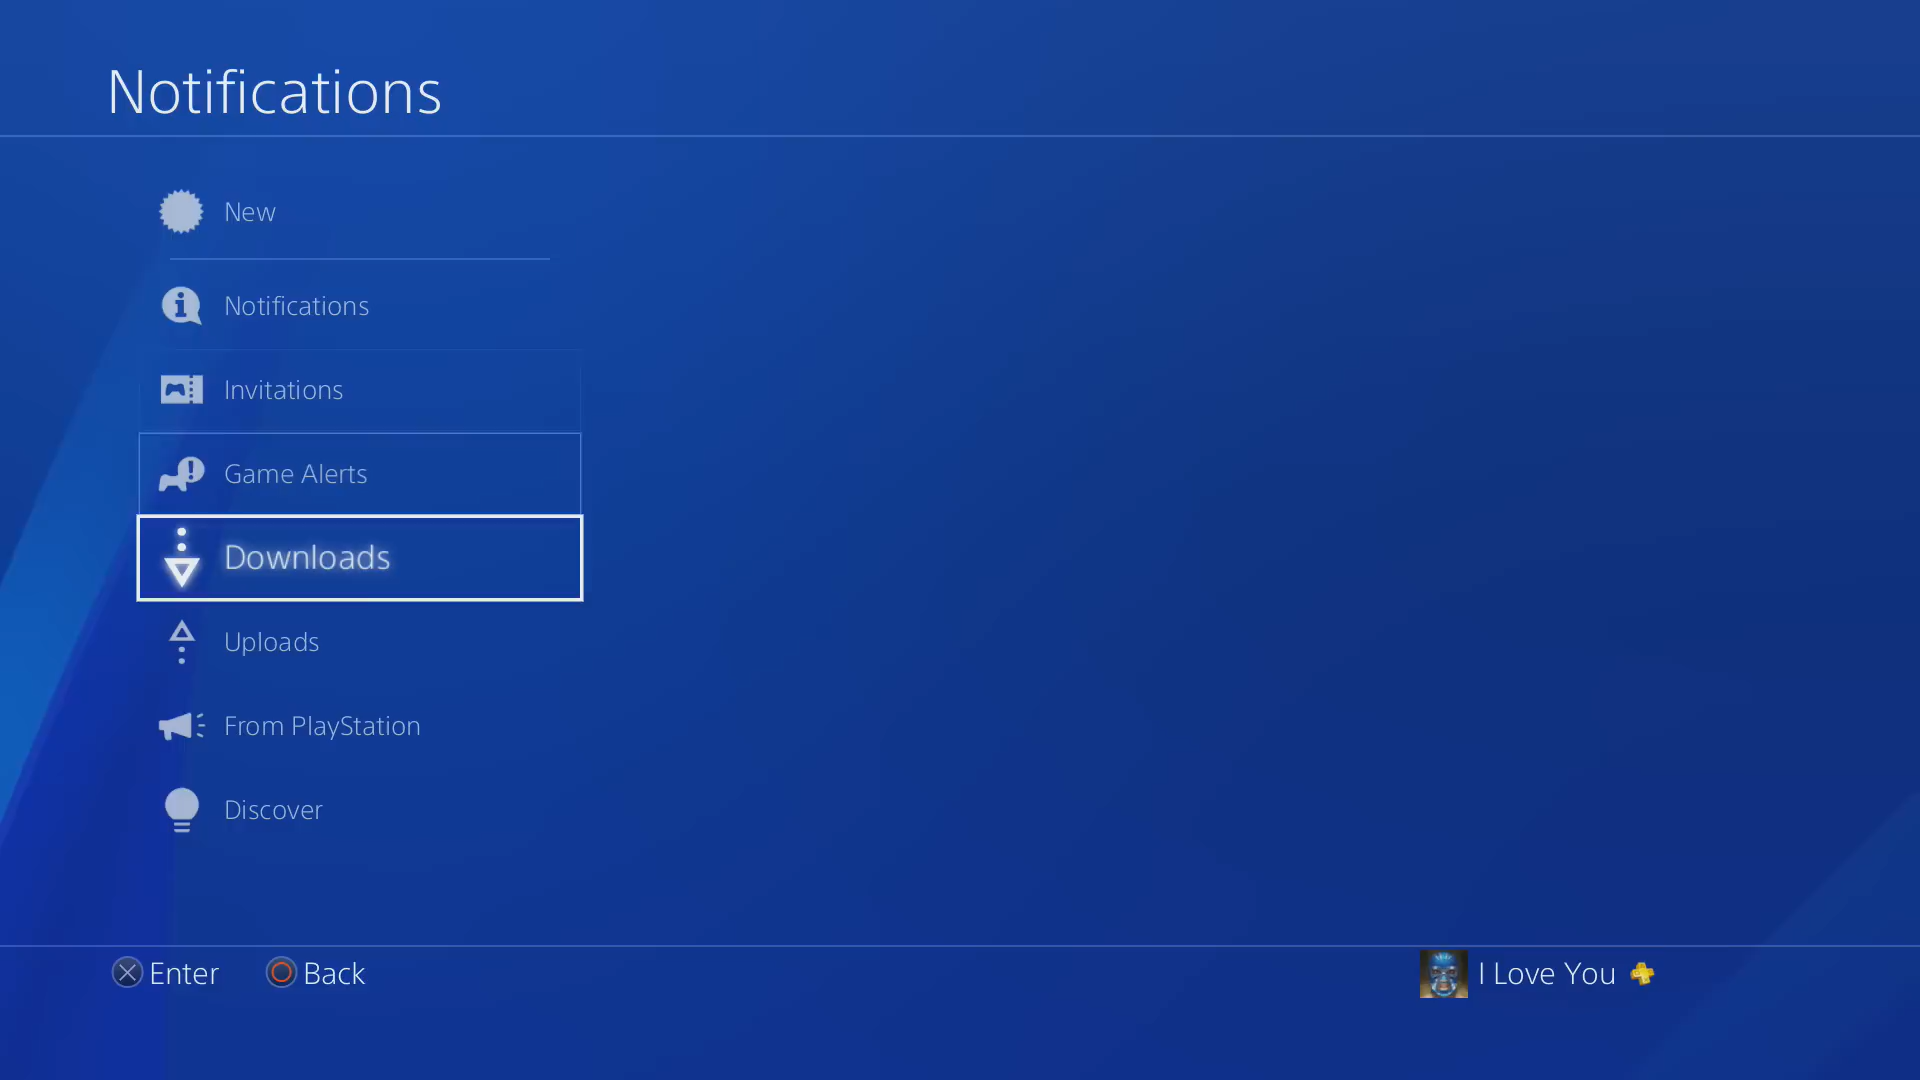 Notifications
New
Notifications
Invitations
Game Alerts
Downloads
Uploads
From PlayStation
Discover
Enter Back I Love You